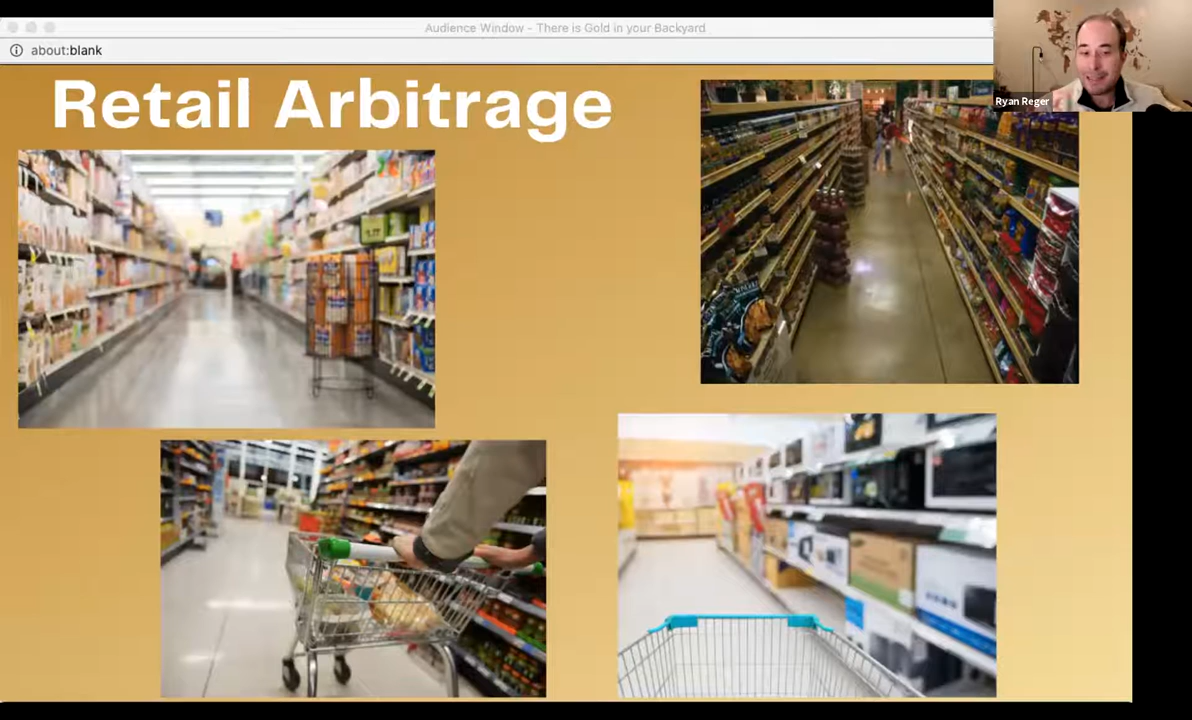 Audience Window - There is Gold in your Backyard
about:blank
Ryan Reger
Retail Arbitrage